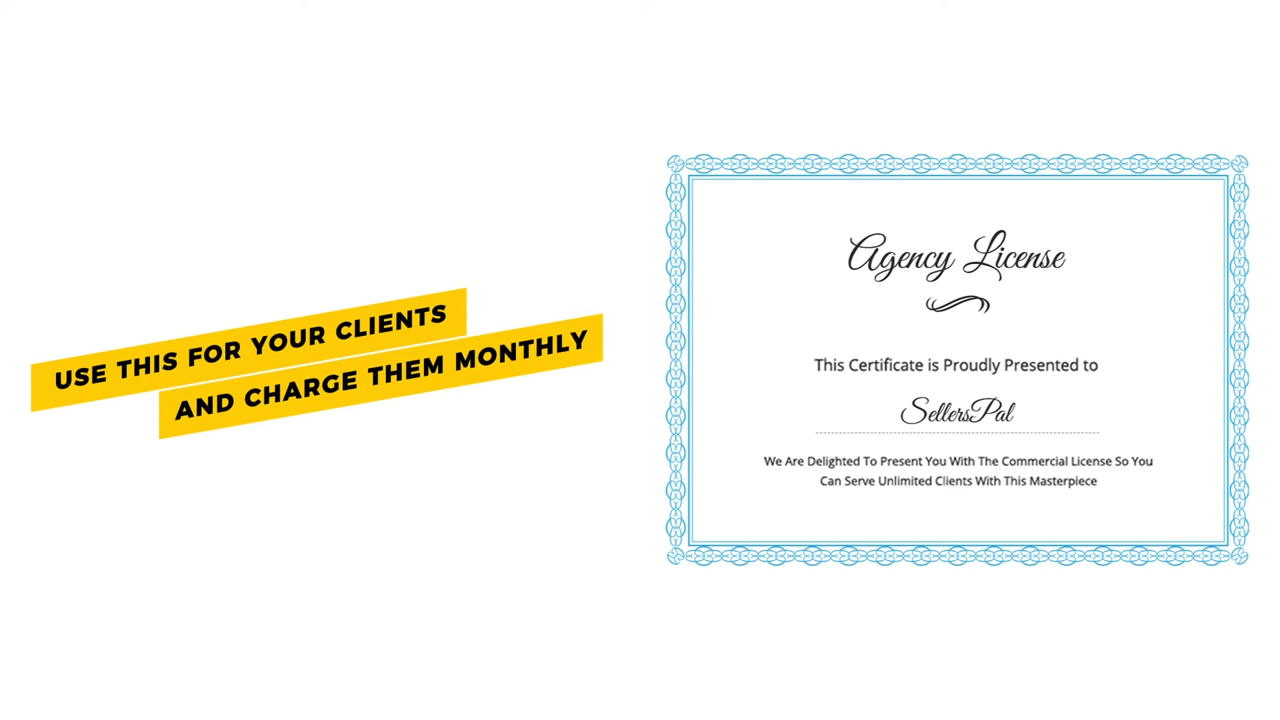 USE THIS FOR YOUR CLIENTS
AND CHARGE THEM MONTHLY
Agency License
This Certificate is Proudly Presented to
SellersPal
We Are Delighted To Present You With The Commercial License So You
Can Serve Unlimited Clients With This Masterpiece